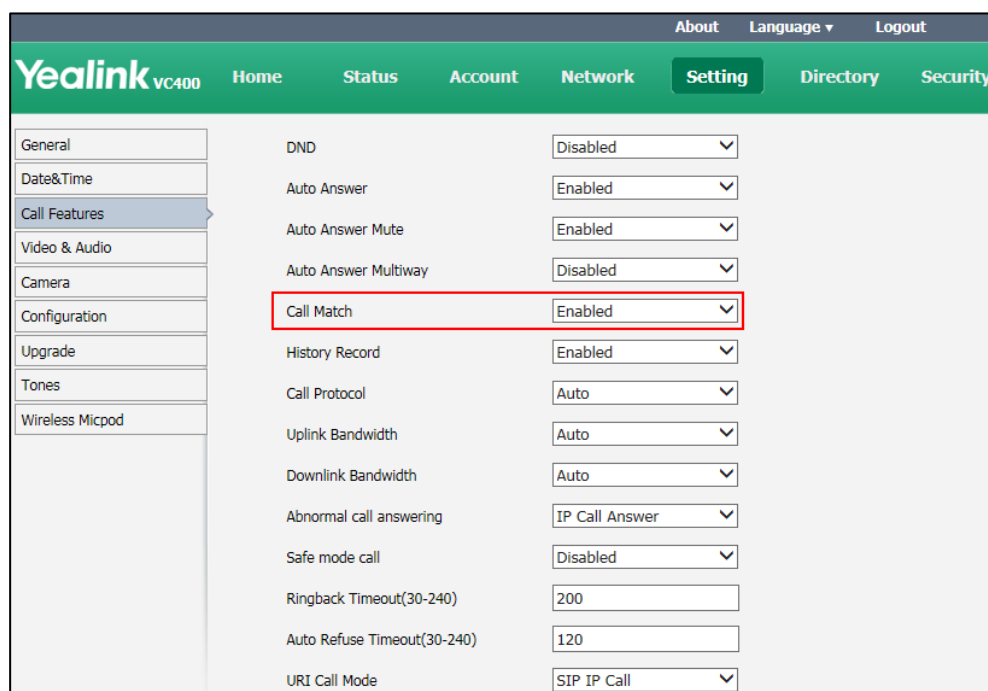 About Language Logout
Yealink VC400 Home Status Account Network Setting Directory Security
General
Date&Time
Call Features
Video & Audio
Camera
Configuration
Upgrade
Tones
Wireless Micpod
DND Disabled
Auto Answer Enabled
Auto Answer Mute Enabled
Auto Answer Multiway Disabled
Call Match Enabled
History Record Enabled
Call Protocol Auto
Uplink Bandwidth Auto
Downlink Bandwidth Auto
Abnormal call answering IP Call Answer
Safe mode call Disabled
Ringback Timeout(30-240) 200
Auto Refuse Timeout(30-240) 120
URI Call Mode SIP IP Call